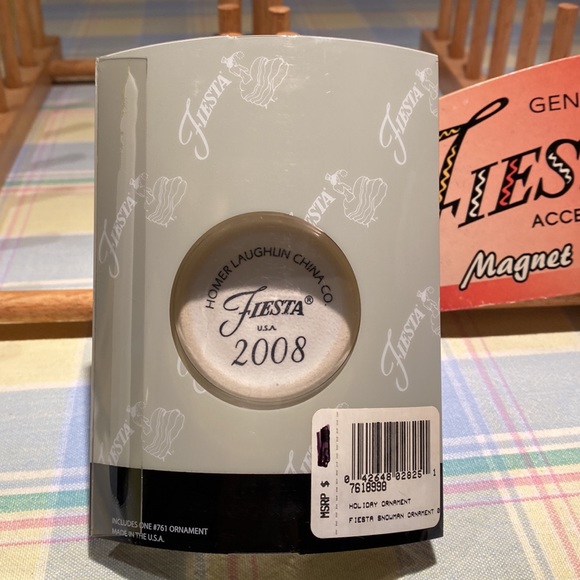 FIESTA
FIESTA
FIESTA
FIESTA
FIESTA
FIESTA
HOMER LAUGHLIN CHINA CO.
FIESTA®
U.S.A.
2008
MSRP $
0 42648 02825 1
7618998
HOLIDAY ORNAMENT
FIESTA SNOWMAN ORNAMENT
INCLUDES ONE #761 ORNAMENT
MADE IN THE U.S.A.
GEN
FIES
ACCE
Magnet